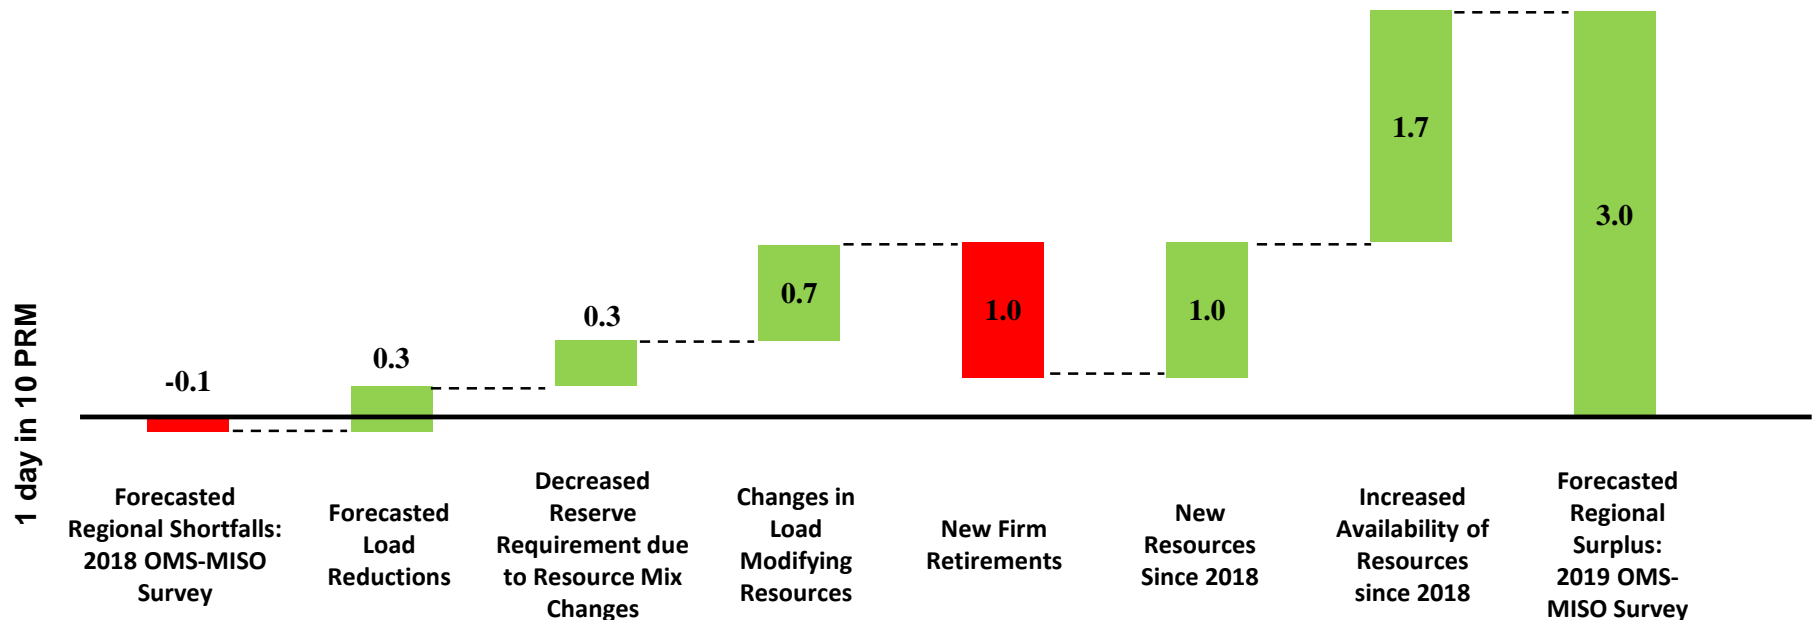 1 day in 10 PRM
-0.1
0.3
0.3
0.7
1.0
1.0
1.7
3.0
Forecasted
Regional Shortfalls:
2018 OMS-MISO
Survey
Forecasted
Load
Reductions
Decreased
Reserve
Requirement due
to Resource Mix
Changes
Changes in
Load
Modifying
Resources
New Firm
Retirements
New
Resources
Since 2018
Increased
Availability of
Resources
since 2018
Forecasted
Regional
Surplus:
2019 OMS-
MISO Survey